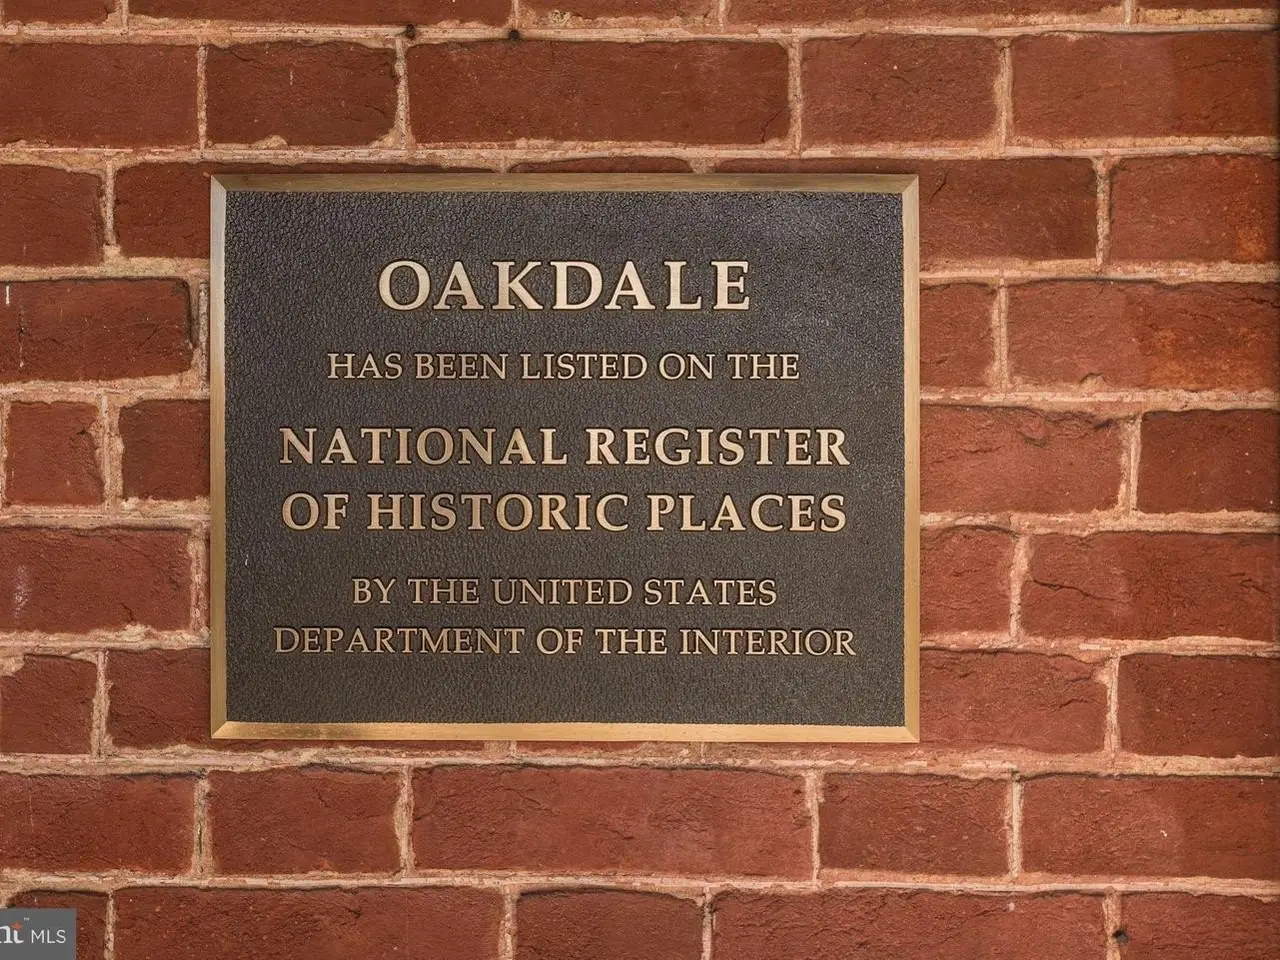 OAKDALE
HAS BEEN LISTED ON THE
NATIONAL REGISTER
OF HISTORIC PLACES
BY THE UNITED STATES
DEPARTMENT OF THE INTERIOR
MLS